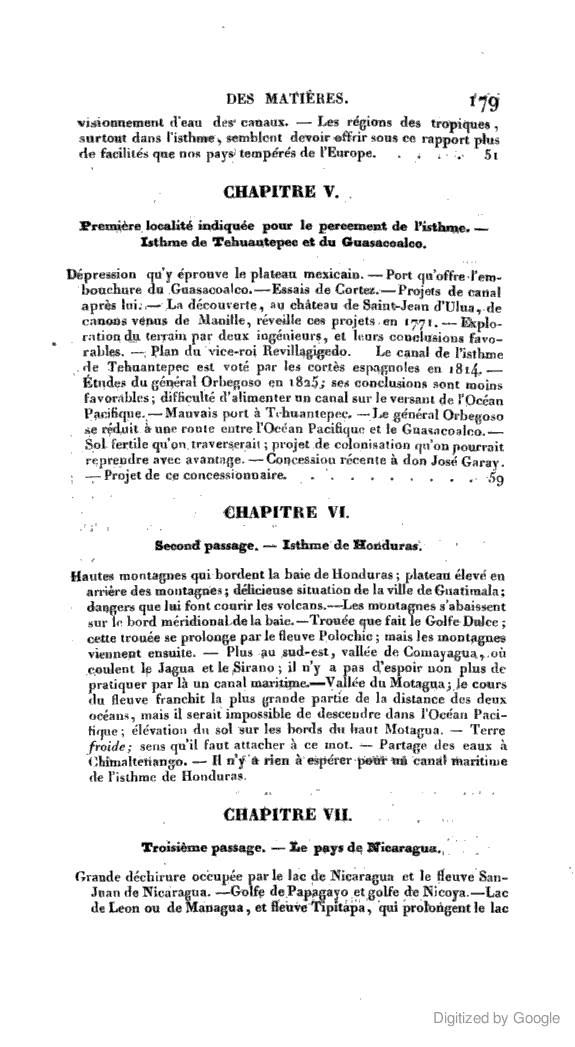 DES MATIÈRES. 179
visionnement d'eau des canaux. — Les régions des tropiques,
surtout dans l'isthme, semblent devoir offrir sous ce rapport plus
de facilités que nos pays tempérés de l'Europe. . . . . 51
CHAPITRE V.
Première localité indiquée pour le percement de l'isthme. —
Isthme de Tehuantepec et du Guasacoalco.
Dépression qu'y éprouve le plateau mexicain. — Port qu'offre l'em-
bouchure du Guasacoalco. — Essais de Cortez. — Projets de canal
après lui. — La découverte, au château de Saint-Jean d'Ulua, de
canons venus de Manille, réveille ces projets en 1771. — Explo-
ration du terrain par deux ingénieurs, et leurs conclusions favo-
rables. — Plan du vice-roi Revillagigedo. Le canal de l'isthme
de Tehuantepec est voté par les cortès espagnoles en 1814. —
Études du général Orbegoso en 1825; ses conclusions sont moins
favorables; difficulté d'alimenter un canal sur le versant de l'Océan
Pacifique. — Mauvais port à Tehuantepec. — Le général Orbegoso
se réduit à une route entre l'Océan Pacifique et le Guasacoalco. —
Sol fertile qu'on traverserait; projet de colonisation qu'on pourrait
reprendre avec avantage. — Concession récente à don José Garay.
— Projet de ce concessionnaire. . . . . . . . . . 59
CHAPITRE VI.
Second passage. — Isthme de Honduras.
Hautes montagnes qui bordent la baie de Honduras; plateau élevé en
arrière des montagnes; délicieuse situation de la ville de Guatimala;
dangers que lui font courir les volcans. — Les montagnes s'abaissent
sur le bord méridional de la baie. — Trouée que fait le Golfe Dulce;
cette trouée se prolonge par le fleuve Polochic; mais les montagnes
viennent ensuite. — Plus au sud-est, vallée de Comayagua, où
coulent le Jagua et le Sirano; il n'y a pas d'espoir non plus de
pratiquer par là un canal maritime. — Vallée du Motagua; le cours
du fleuve franchit la plus grande partie de la distance des deux
océans, mais il serait impossible de descendre dans l'Océan Paci-
fique; élévation du sol sur les bords du haut Motagua. — Terre
froide; sens qu'il faut attacher à ce mot. — Partage des eaux à
Chimaltenango. — Il n'y a rien à espérer pour un canal maritime
de l'isthme de Honduras.
CHAPITRE VII.
Troisième passage. — Le pays de Nicaragua.
Grande déchirure occupée par le lac de Nicaragua et le fleuve San-
Juan de Nicaragua. — Golfe de Papagayo et golfe de Nicoya. — Lac
de Leon ou de Managua, et fleuve Tipitapa, qui prolongent le lac
Digitized by Google